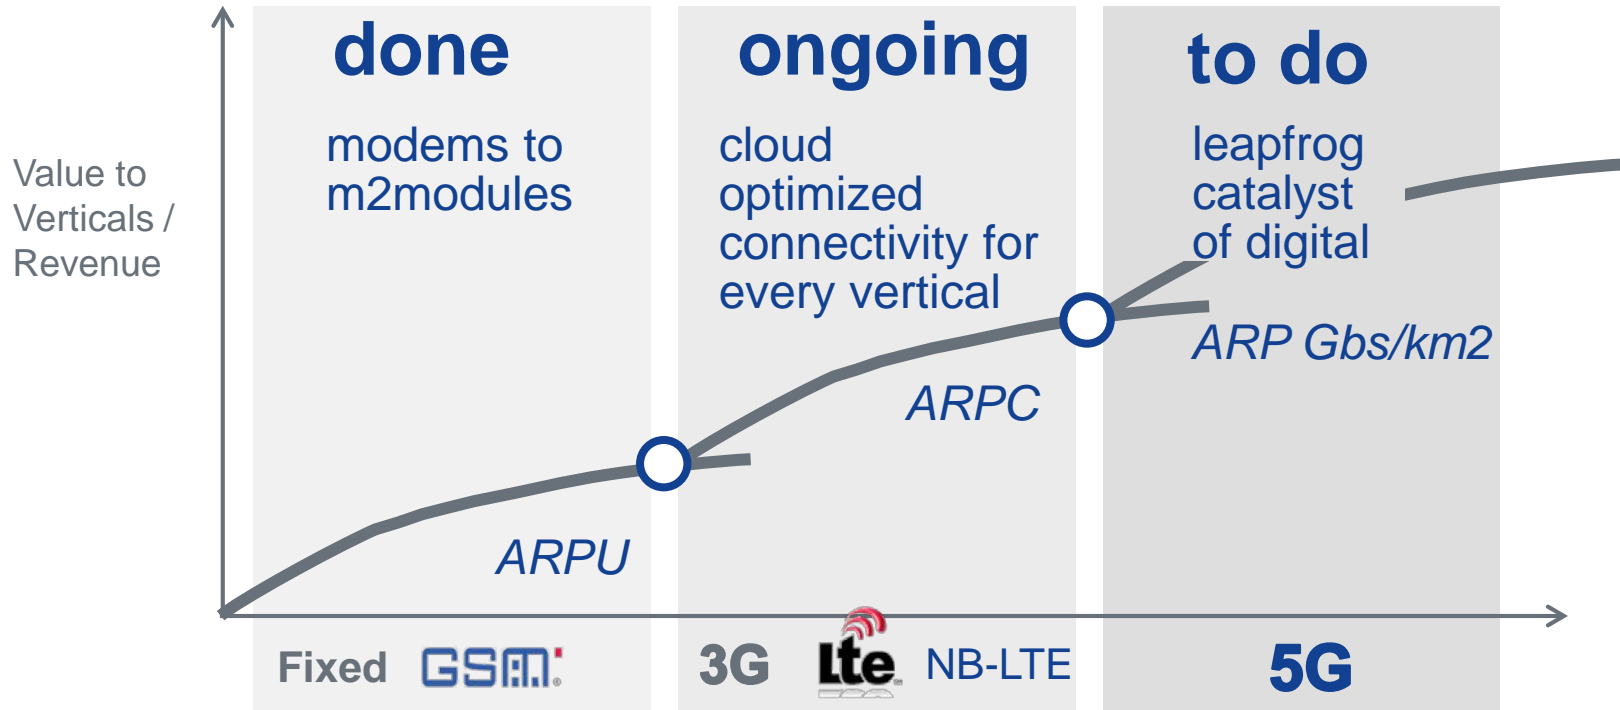 done
ongoing
to do
modems to
m2modules
cloud
optimized
connectivity for
every vertical
leapfrog
catalyst
of digital
Value to
Verticals /
Revenue
ARPU
ARPC
ARP Gbs/km2
Fixed
GSM
3G
Lte
NB-LTE
5G